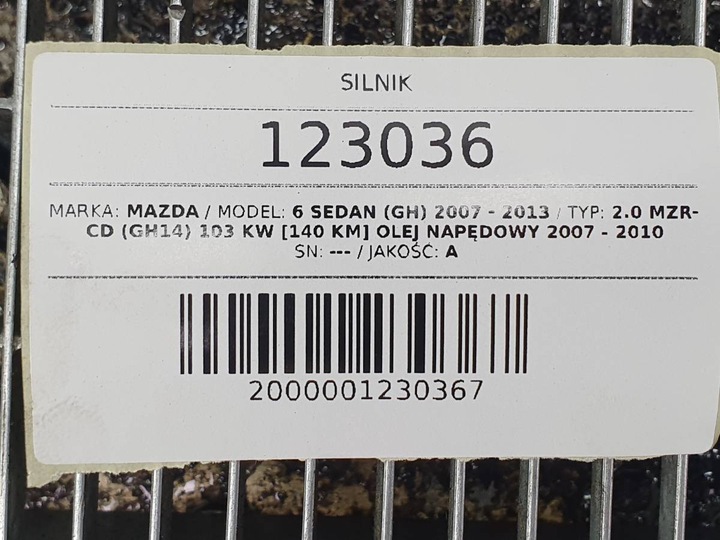 SILNIK
123036
MARKA: MAZDA / MODEL: 6 SEDAN (GH) 2007 - 2013 / TYP: 2.0 MZR-
CD (GH14) 103 KW [140 KM] OLEJ NAPĘDOWY 2007 - 2010
SN: --- / JAKOŚĆ: A
2000001230367